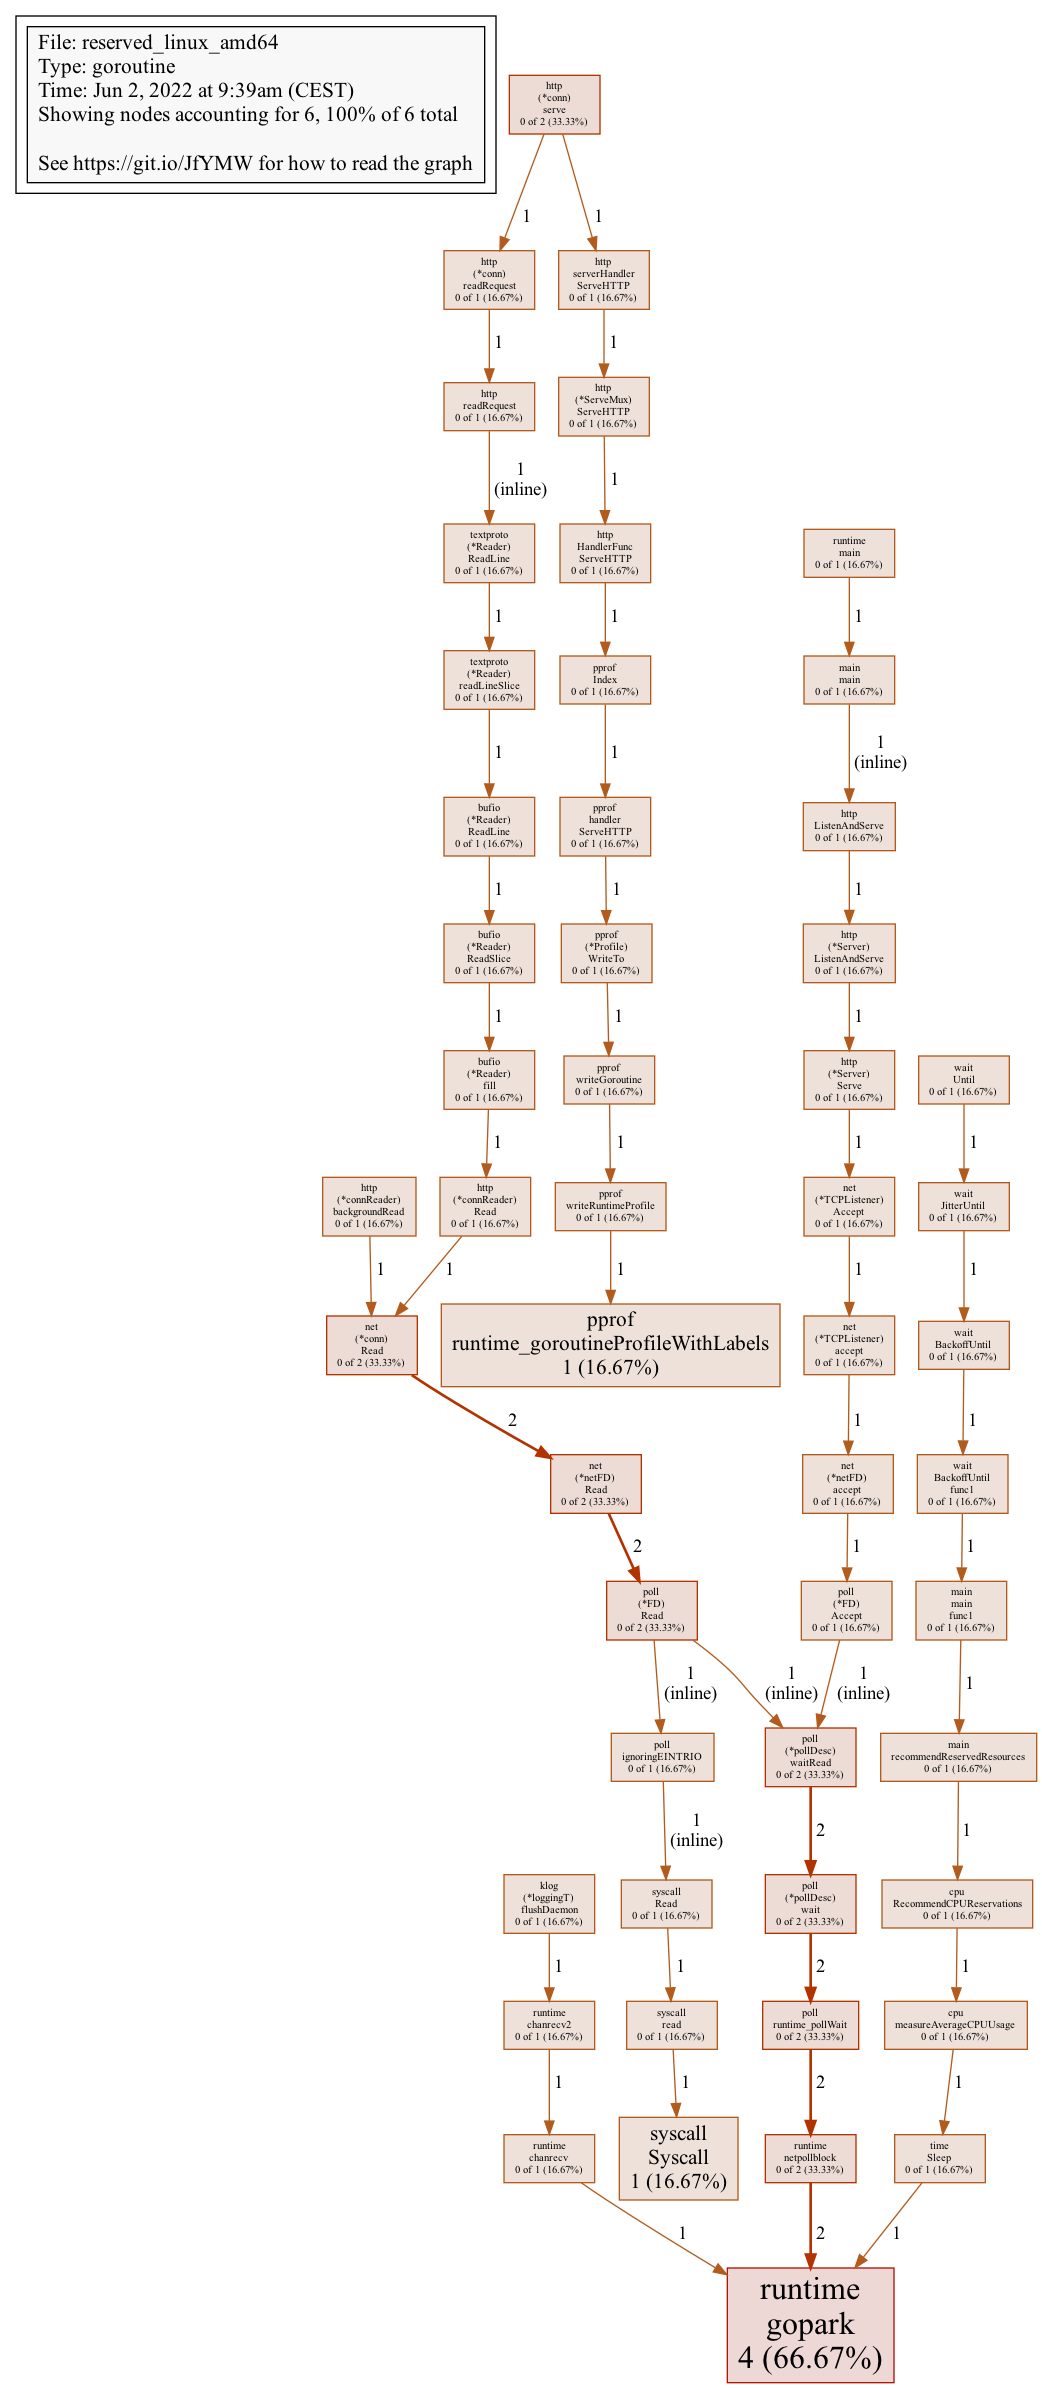 File: reserved_linux_amd64
Type: goroutine
Time: Jun 2, 2022 at 9:39am (CEST)
Showing nodes accounting for 6, 100% of 6 total
See https://git.io/JfYMW for how to read the graph
http
(*conn)
serve
0 of 2 (33.33%)
1
1
http
(*conn)
readRequest
0 of 1 (16.67%)
http
serverHandler
ServeHTTP
0 of 1 (16.67%)
1
1
http
readRequest
0 of 1 (16.67%)
http
(*ServeMux)
ServeHTTP
0 of 1 (16.67%)
1
(inline)
1
textproto
(*Reader)
ReadLine
0 of 1 (16.67%)
http
HandlerFunc
ServeHTTP
0 of 1 (16.67%)
runtime
main
0 of 1 (16.67%)
1
1
1
textproto
(*Reader)
readLineSlice
0 of 1 (16.67%)
pprof
Index
0 of 1 (16.67%)
main
main
0 of 1 (16.67%)
1
1
1
(inline)
bufio
(*Reader)
ReadLine
0 of 1 (16.67%)
pprof
handler
ServeHTTP
0 of 1 (16.67%)
http
ListenAndServe
0 of 1 (16.67%)
1
1
1
bufio
(*Reader)
ReadSlice
0 of 1 (16.67%)
pprof
(*Profile)
WriteTo
0 of 1 (16.67%)
http
(*Server)
ListenAndServe
0 of 1 (16.67%)
1
1
1
bufio
(*Reader)
fill
0 of 1 (16.67%)
pprof
writeGoroutine
0 of 1 (16.67%)
http
(*Server)
Serve
0 of 1 (16.67%)
wait
Until
0 of 1 (16.67%)
1
1
1
1
http
(*connReader)
backgroundRead
0 of 1 (16.67%)
http
(*connReader)
Read
0 of 1 (16.67%)
pprof
writeRuntimeProfile
0 of 1 (16.67%)
net
(*TCPListener)
Accept
0 of 1 (16.67%)
wait
JitterUntil
0 of 1 (16.67%)
1
1
1
1
1
net
(*conn)
Read
0 of 2 (33.33%)
pprof
runtime_goroutineProfileWithLabels
1 (16.67%)
net
(*TCPListener)
accept
0 of 1 (16.67%)
wait
BackoffUntil
0 of 1 (16.67%)
2
1
1
net
(*netFD)
Read
0 of 2 (33.33%)
net
(*netFD)
accept
0 of 1 (16.67%)
wait
BackoffUntil
func1
0 of 1 (16.67%)
2
1
1
poll
(*FD)
Read
0 of 2 (33.33%)
poll
(*FD)
Accept
0 of 1 (16.67%)
main
main
func1
0 of 1 (16.67%)
1
(inline)
1
(inline)
1
(inline)
1
poll
ignoringEINTRIO
0 of 1 (16.67%)
poll
(*pollDesc)
waitRead
0 of 2 (33.33%)
main
recommendReservedResources
0 of 1 (16.67%)
1
(inline)
2
1
klog
(*loggingT)
flushDaemon
0 of 1 (16.67%)
syscall
Read
0 of 1 (16.67%)
poll
(*pollDesc)
wait
0 of 2 (33.33%)
cpu
RecommendCPUReservations
0 of 1 (16.67%)
1
1
2
1
runtime
chanrecv2
0 of 1 (16.67%)
syscall
read
0 of 1 (16.67%)
poll
runtime_pollWait
0 of 2 (33.33%)
cpu
measureAverageCPUUsage
0 of 1 (16.67%)
1
1
2
1
runtime
chanrecv
0 of 1 (16.67%)
syscall
Syscall
1 (16.67%)
runtime
netpollblock
0 of 2 (33.33%)
time
Sleep
0 of 1 (16.67%)
1
2
1
runtime
gopark
4 (66.67%)